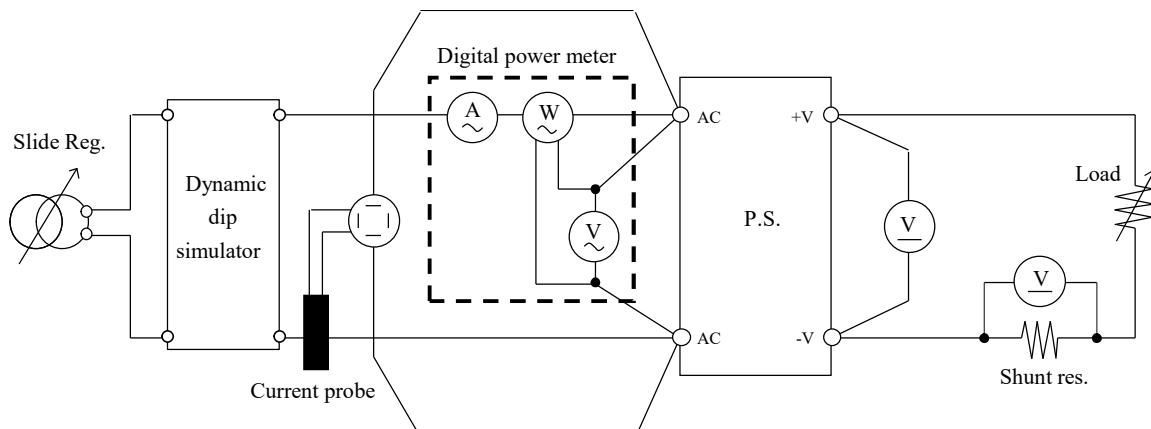 Digital power meter
A
W
AC
+V
Slide Reg.
Load
Dynamic
dip
simulator
P.S.
V
V
V
AC
-V
Current probe
Shunt res.